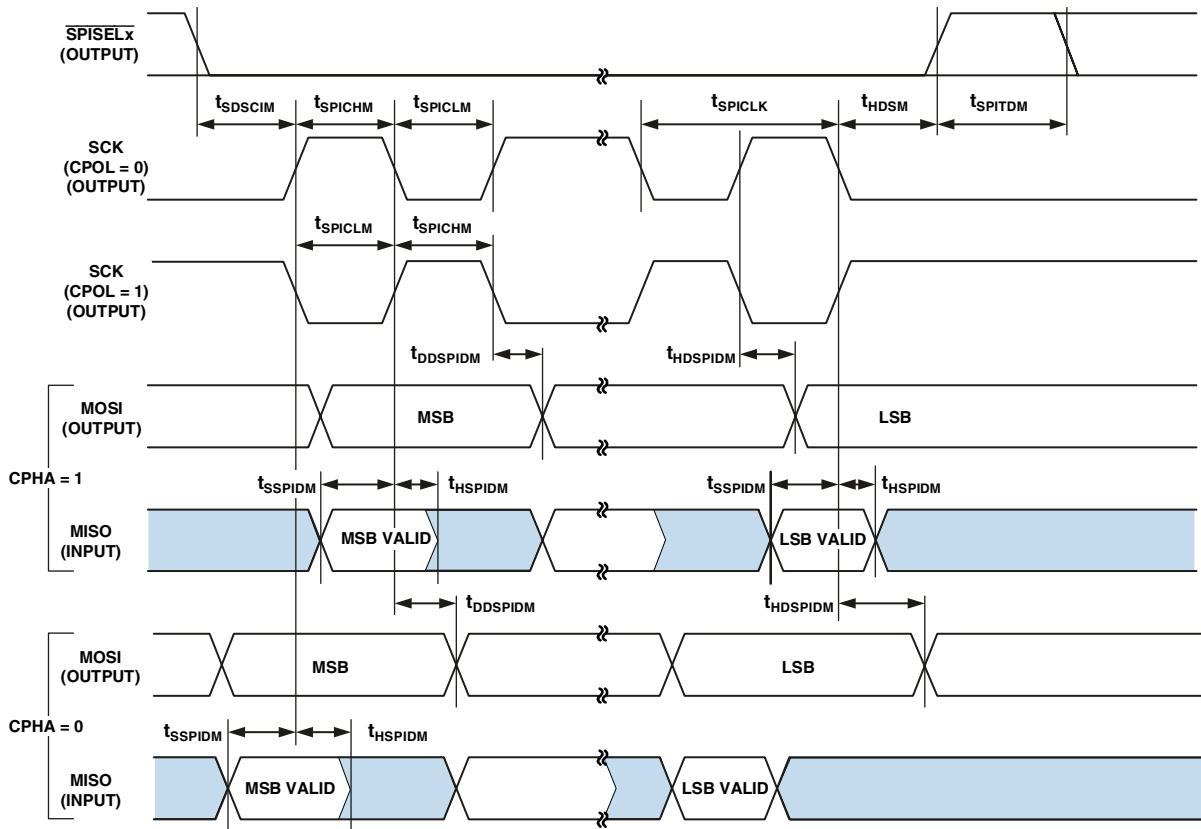 SPISELx
(OUTPUT)
tSDSCIM tSPICHM tSPICLM tSPICLK tHDSM tSPITDM
SCK
(CPOL = 0)
(OUTPUT)
tSPICLM tSPICHM
SCK
(CPOL = 1)
(OUTPUT)
tDDSPIDM tHDSPIDM
CPHA = 1
MOSI
(OUTPUT)
MSB LSB
tSSPIDM tHSPIDM tSSPIDM tHSPIDM
MISO
(INPUT)
MSB VALID LSB VALID
tDDSPIDM tHDSPIDM
CPHA = 0
MOSI
(OUTPUT)
MSB LSB
tSSPIDM tHSPIDM
MISO
(INPUT)
MSB VALID LSB VALID